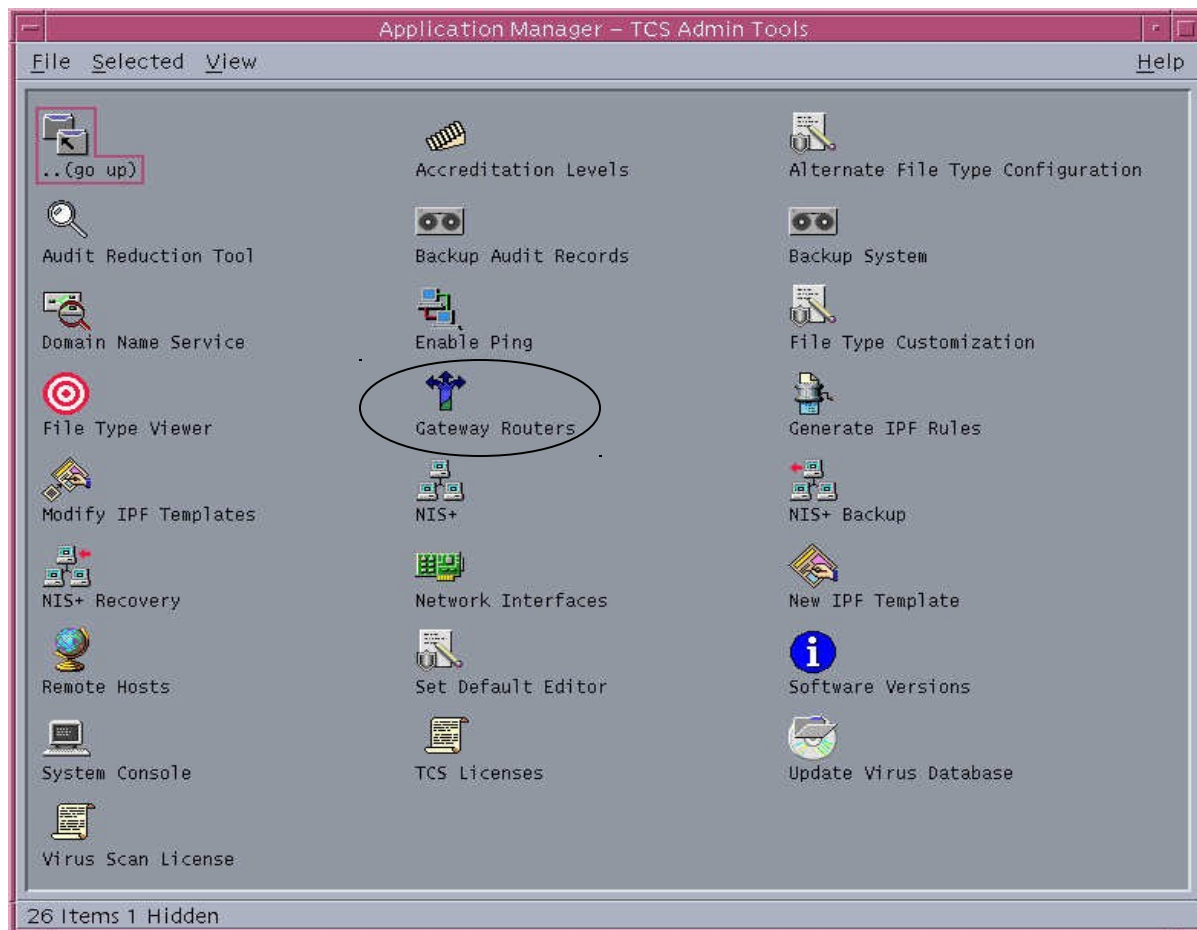 Application Manager – TCS Admin Tools
File Selected View Help
..(go up) Accreditation Levels Alternate File Type Configuration
Audit Reduction Tool Backup Audit Records Backup System
Domain Name Service Enable Ping File Type Customization
File Type Viewer Gateway Routers Generate IPF Rules
Modify IPF Templates NIS+ NIS+ Backup
NIS+ Recovery Network Interfaces New IPF Template
Remote Hosts Set Default Editor Software Versions
System Console TCS Licenses Update Virus Database
Virus Scan License
26 Items 1 Hidden